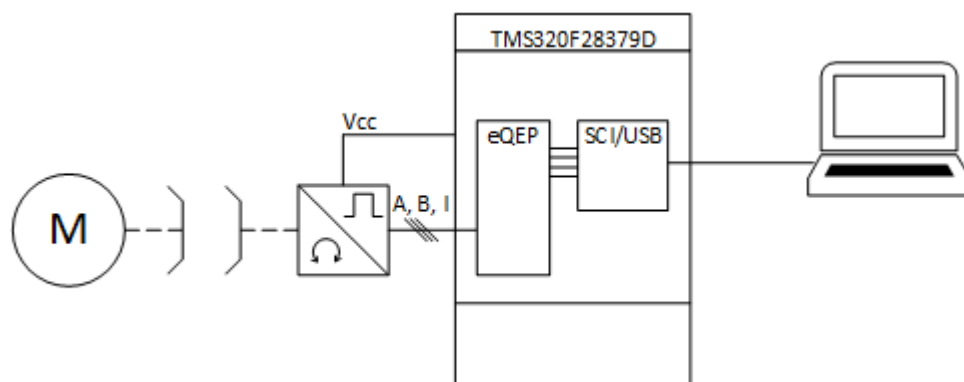 TMS320F28379D
Vcc
eQEP
SCI/USB
A, B, I
M